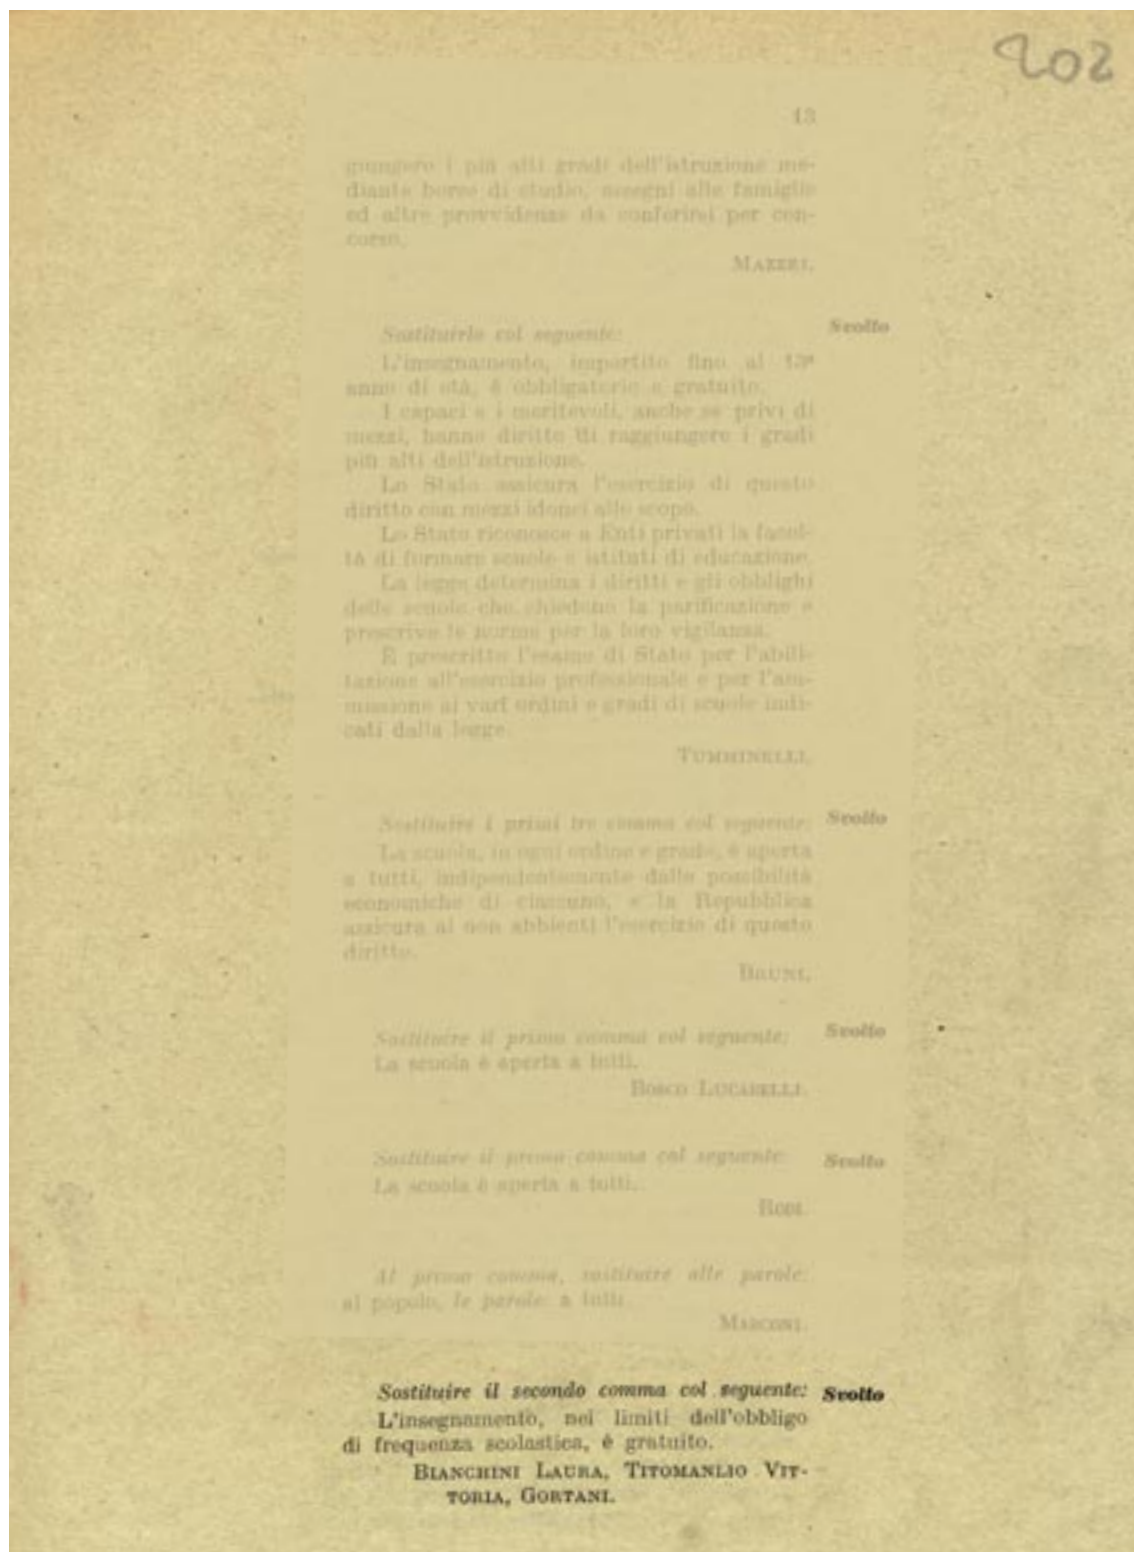 202
13
giungere i più alti gradi dell'istruzione me-
diante borse di studio, assegni alle famiglie
ed altre provvidenze da conferirsi per con-
corso.
MAZZEI.
Sostituirlo col seguente: Svolto
L'insegnamento, impartito fino al 13º
anno di età, è obbligatorio e gratuito.
I capaci e i meritevoli, anche se privi di
mezzi, hanno diritto di raggiungere i gradi
più alti dell'istruzione.
Lo Stato assicura l'esercizio di questo
diritto con mezzi idonei allo scopo.
Lo Stato riconosce a Enti privati la facol-
tà di formare scuole e istituti di educazione.
La legge determina i diritti e gli obblighi
delle scuole che chiedono la parificazione e
prescrive le norme per la loro vigilanza.
È prescritto l'esame di Stato per l'abili-
tazione all'esercizio professionale e per l'am-
missione ai varî ordini e gradi di scuole indi-
cati dalla legge.
TUMMINELLI.
Sostituire i primi tre comma col seguente: Svolto
La scuola, in ogni ordine e grado, è aperta
a tutti, indipendentemente dalle possibilità
economiche di ciascuno, e la Repubblica
assicura ai non abbienti l'esercizio di questo
diritto.
BRUNI.
Sostituire il primo comma col seguente: Svolto
La scuola è aperta a tutti.
BOSCO LUCARELLI.
Sostituire il primo comma col seguente: Svolto
La scuola è aperta a tutti.
RODI.
Al primo comma, sostituire alle parole:
al popolo, le parole: a tutti.
MARCONI.
Sostituire il secondo comma col seguente: Svolto
L'insegnamento, nei limiti dell'obbligo
di frequenza scolastica, è gratuito.
BIANCHINI LAURA, TITOMANLIO VIT-
TORIA, GORTANI.